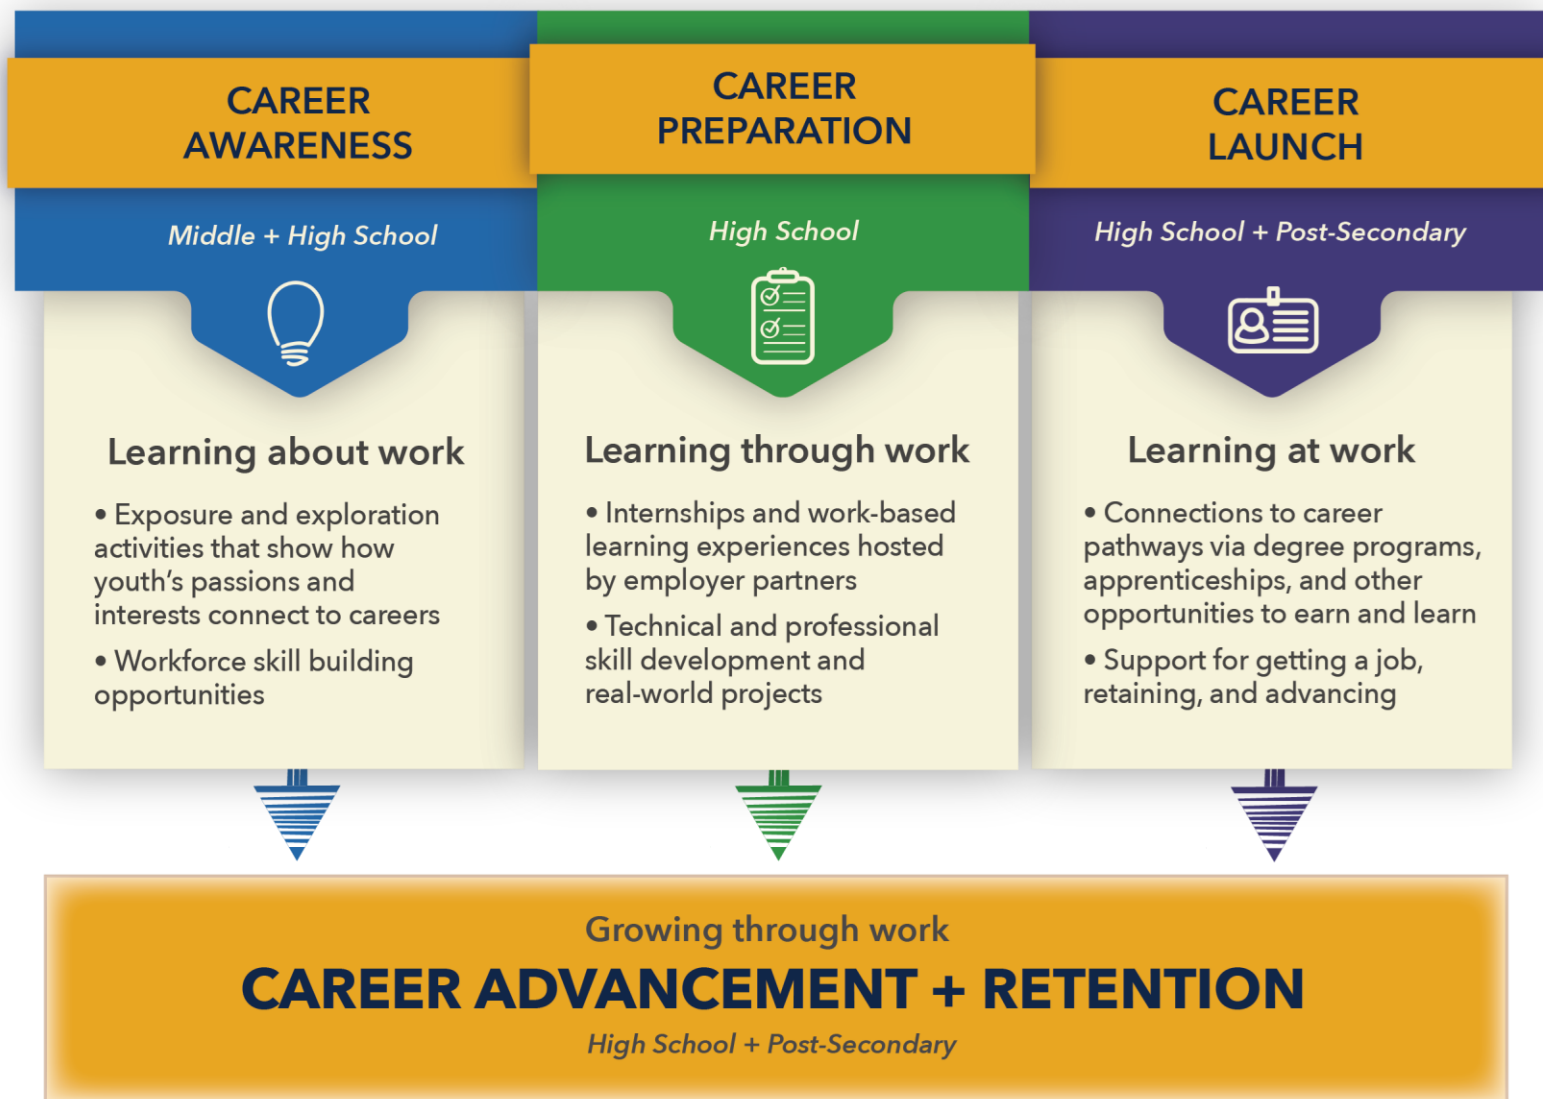 CAREER
AWARENESS
Middle + High School
Learning about work
• Exposure and exploration
activities that show how
youth's passions and
interests connect to careers
• Workforce skill building
opportunities
CAREER
PREPARATION
High School
Learning through work
• Internships and work-based
learning experiences hosted
by employer partners
• Technical and professional
skill development and
real-world projects
CAREER
LAUNCH
High School + Post-Secondary
Learning at work
• Connections to career
pathways via degree programs,
apprenticeships, and other
opportunities to earn and learn
• Support for getting a job,
retaining, and advancing
Growing through work
CAREER ADVANCEMENT + RETENTION
High School + Post-Secondary